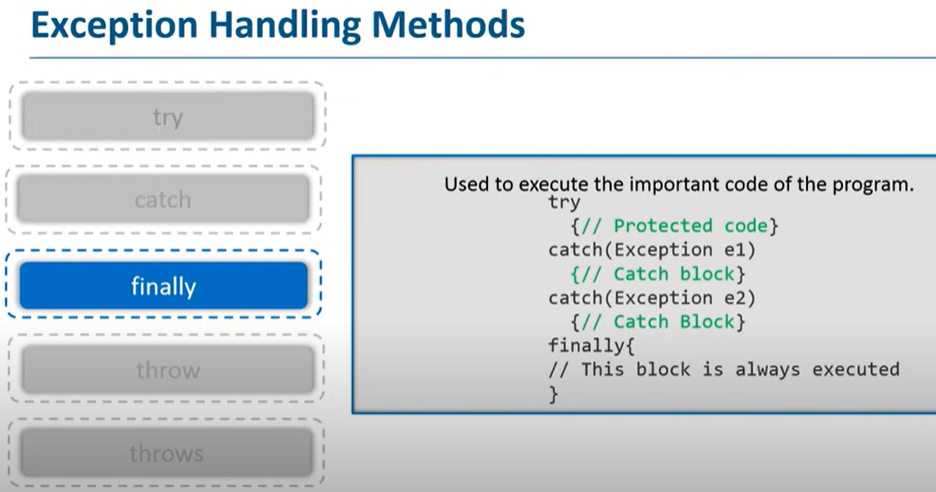 Exception Handling Methods
try
catch
finally
throw
throws
Used to execute the important code of the program.
try
{// Protected code}
catch(Exception e1)
{// Catch block}
catch(Exception e2)
{// Catch Block}
finally{
// This block is always executed
}